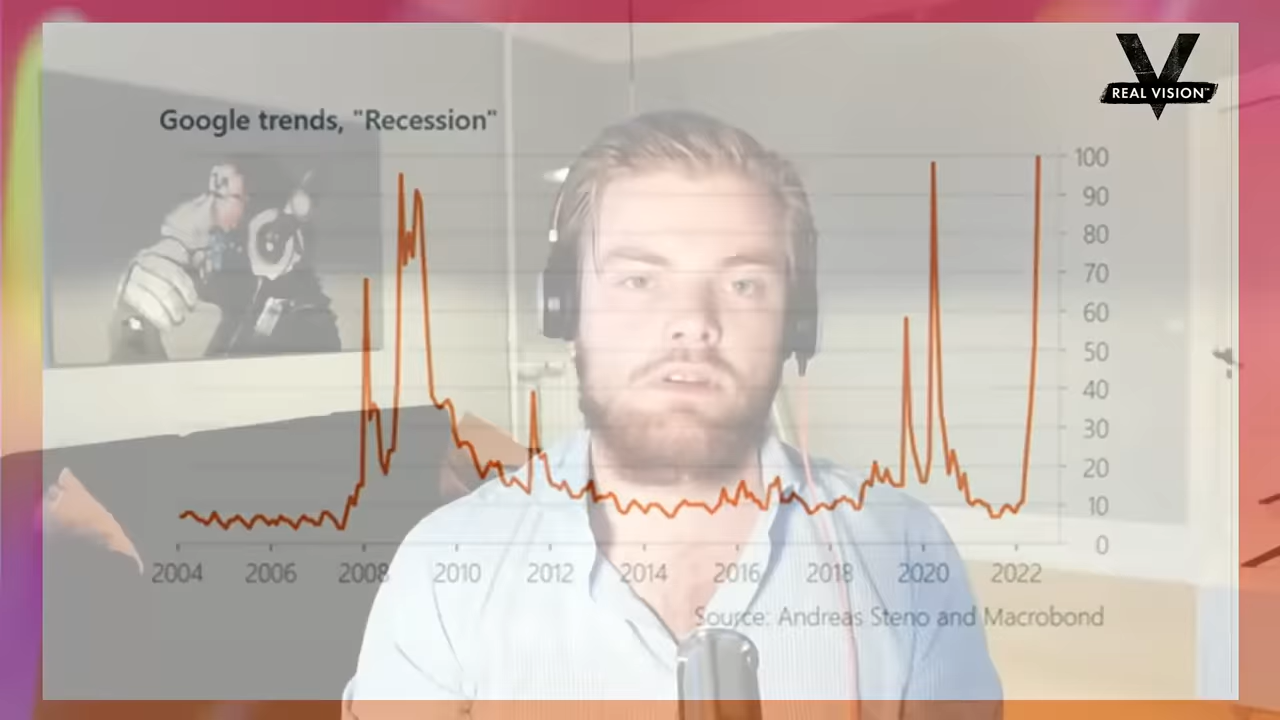 REAL VISION™
Google trends, "Recession"
100
90
80
70
60
50
40
30
20
10
0
2004 2006 2008 2010 2012 2014 2016 2018 2020 2022
Source: Andreas Steno and Macrobond